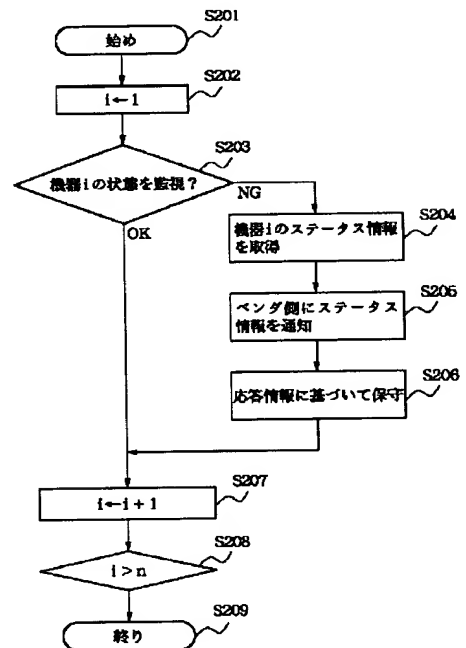 S201
始め
S202
i←1
S203
機器iの状態を監視?
NG
OK
S204
機器iのステータス情報
を取得
S205
ベンダ側にステータス
情報を通知
S206
応答情報に基づいて保守
S207
i←i+1
S208
i>n
S209
終り